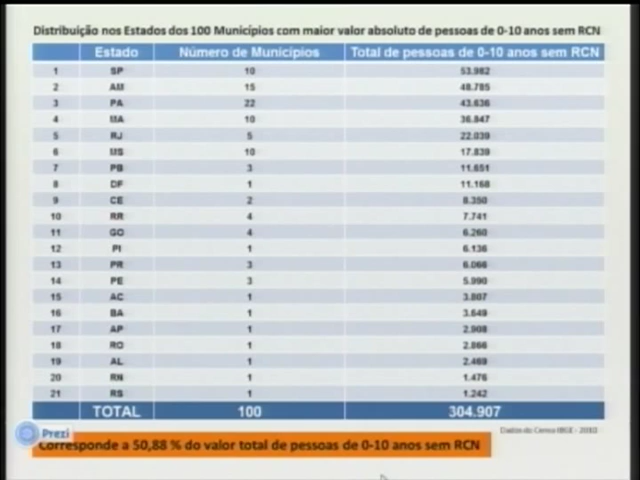 Distribuição nos Estados dos 100 Municípios com maior valor absoluto de pessoas de 0-10 anos sem RCN
Estado Número de Municípios Total de pessoas de 0-10 anos sem RCN
1 SP 10 53.982
2 AM 15 48.785
3 PA 22 43.636
4 MA 10 36.847
5 RJ 5 22.039
6 MS 10 17.839
7 PB 3 11.651
8 DF 1 11.168
9 CE 2 8.350
10 RR 4 7.741
11 GO 4 6.260
12 PI 1 6.136
13 PR 3 6.066
14 PE 3 5.990
15 AC 1 3.807
16 BA 1 3.649
17 AP 1 2.908
18 RO 1 2.866
19 AL 1 2.469
20 RN 1 1.476
21 RS 1 1.242
TOTAL 100 304.907
Dados do Censo IBGE - 2010
Prezi
Corresponde a 50,88 % do valor total de pessoas de 0-10 anos sem RCN